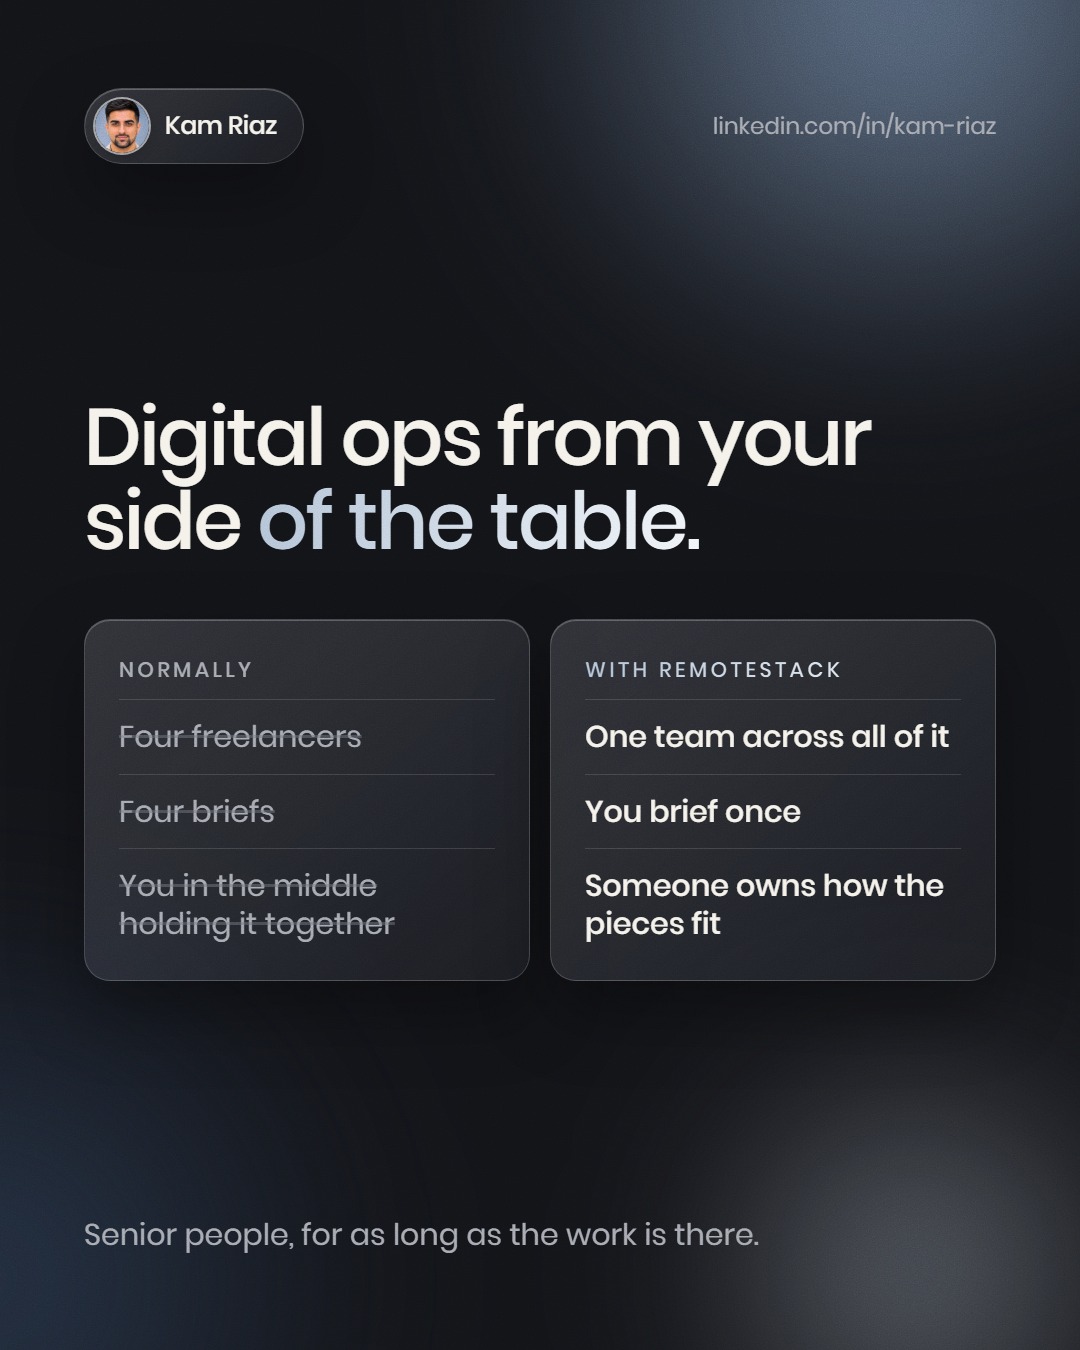 Kam Riaz
linkedin.com/in/kam-riaz
Digital ops from your
side of the table.
NORMALLY
Four freelancers
Four briefs
You in the middle
holding it together
WITH REMOTESTACK
One team across all of it
You brief once
Someone owns how the
pieces fit
Senior people, for as long as the work is there.